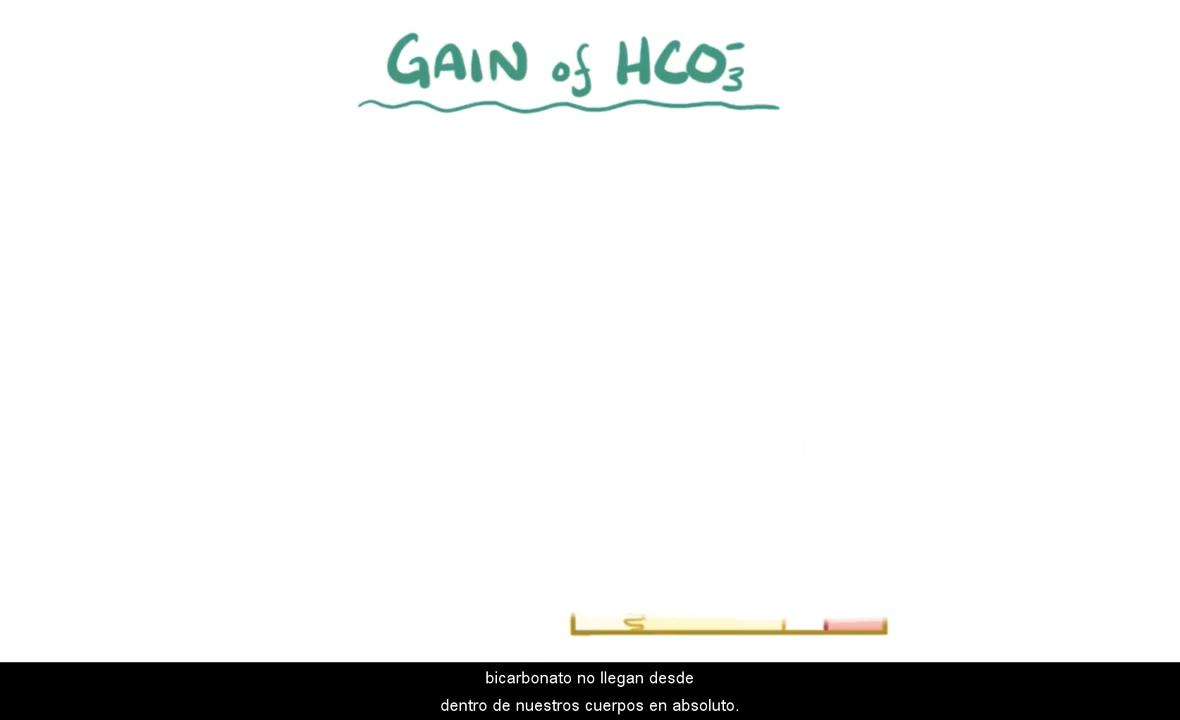 GAIN of HCO₃⁻
bicarbonato no llegan desde
dentro de nuestros cuerpos en absoluto.